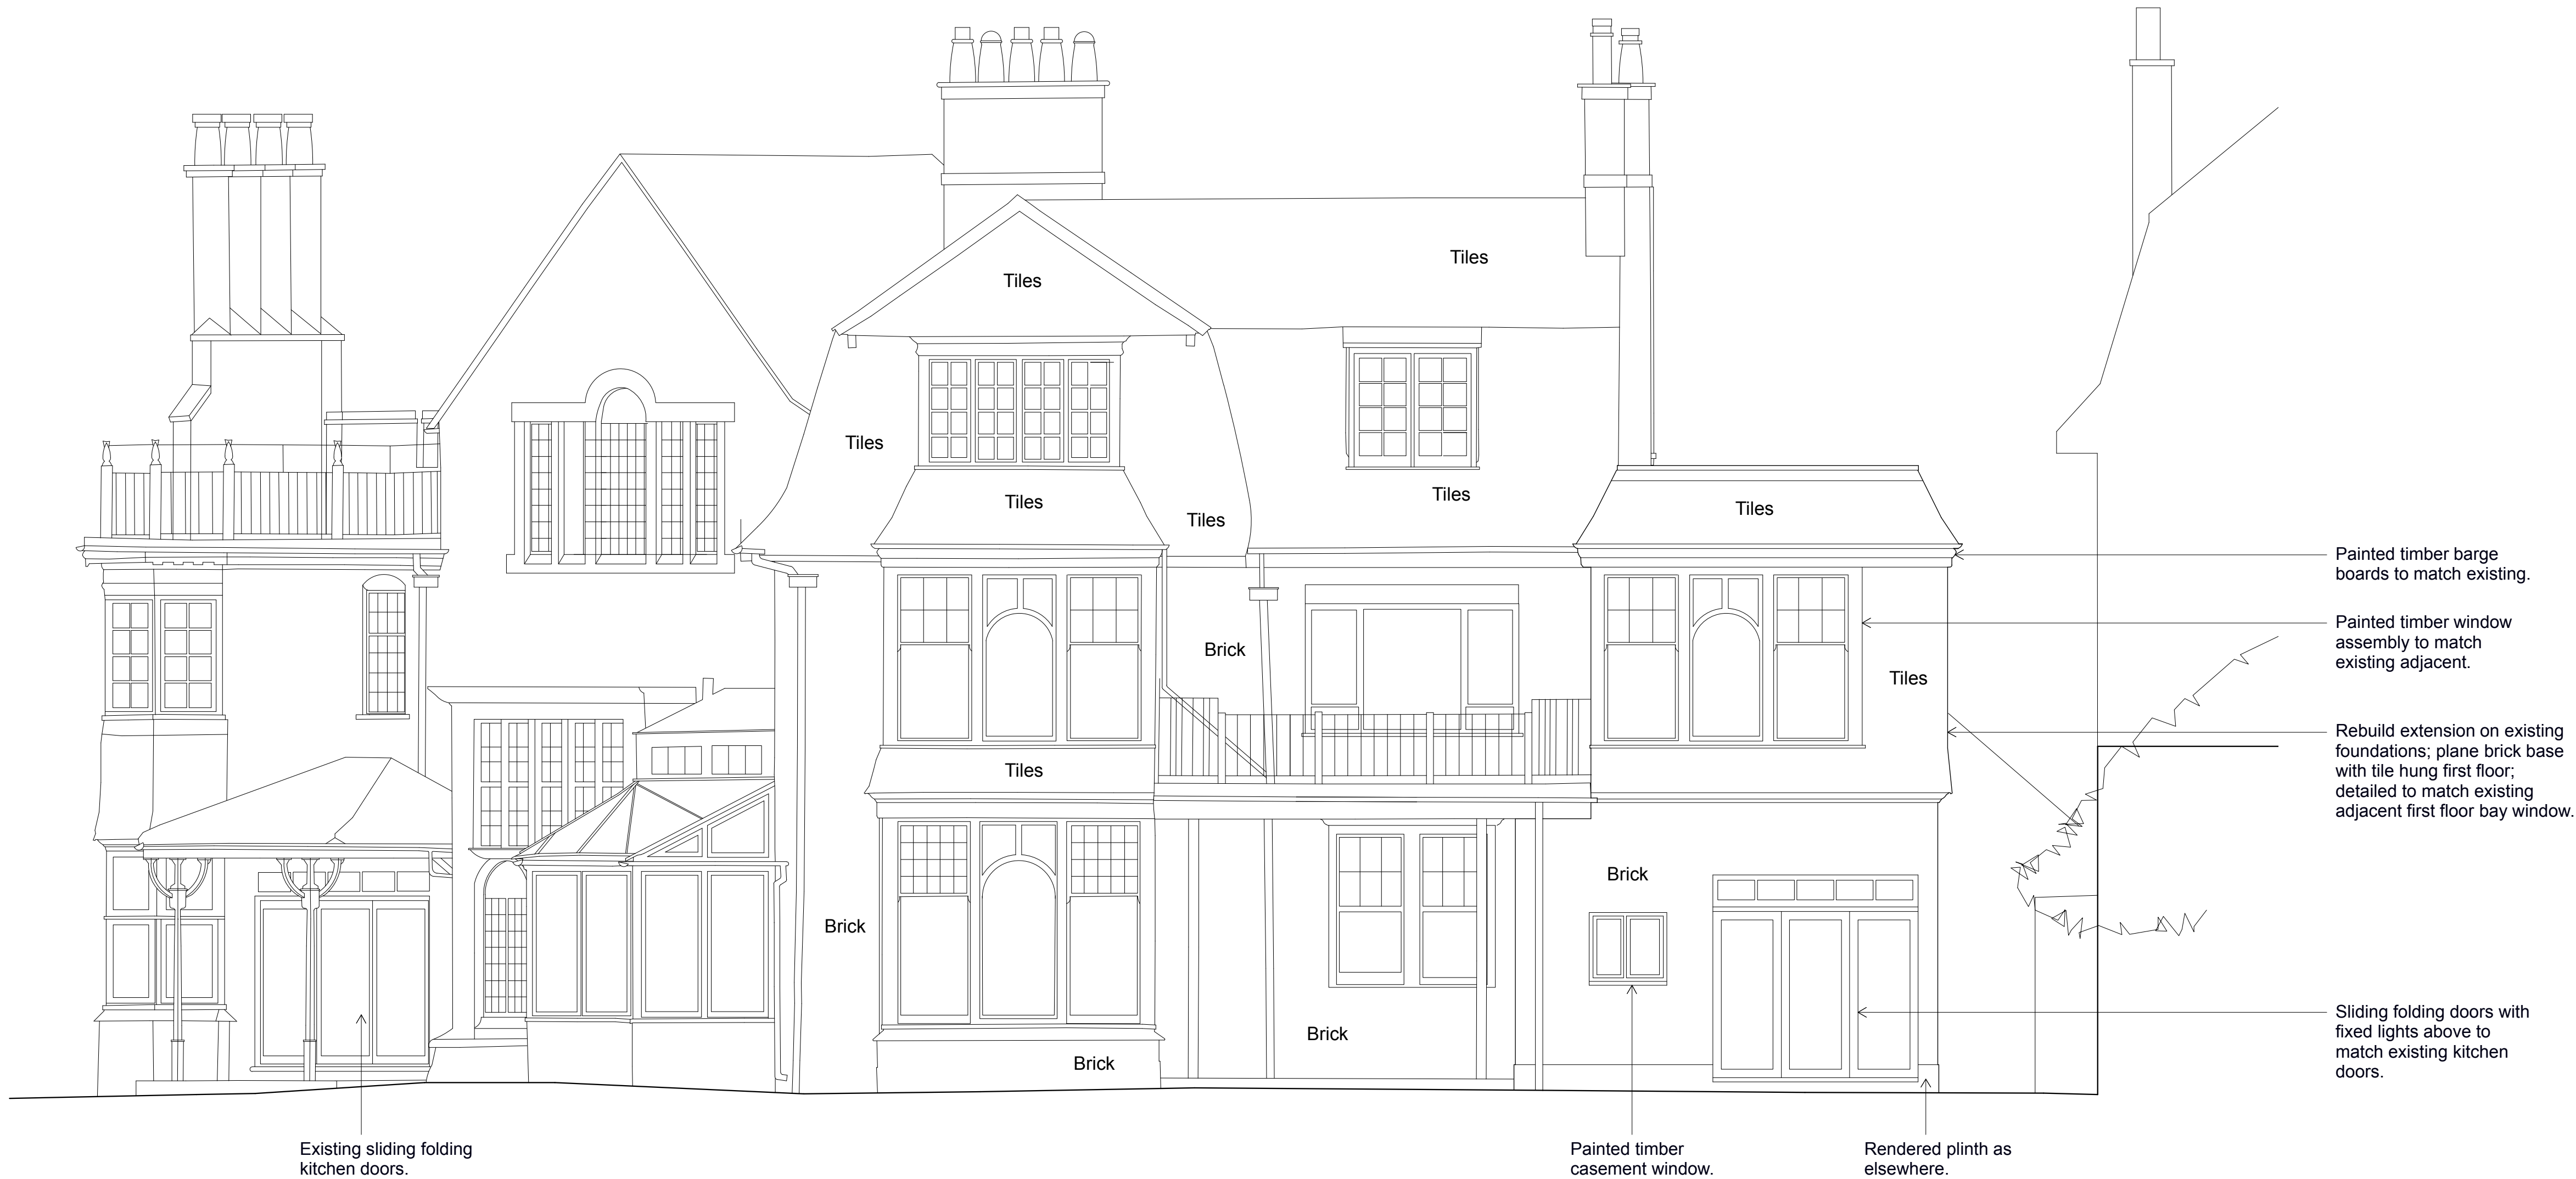 Tiles
Tiles
Tiles
Tiles
Tiles
Tiles
Tiles
Painted timber barge
boards to match existing.
Painted timber window
assembly to match
existing adjacent.
Brick
Tiles
Rebuild extension on existing
foundations; plane brick base
with tile hung first floor;
detailed to match existing
adjacent first floor bay window.
Tiles
Brick
Brick
Sliding folding doors with
fixed lights above to
match existing kitchen
doors.
Brick
Brick
Existing sliding folding
kitchen doors.
Painted timber
casement window.
Rendered plinth as
elsewhere.